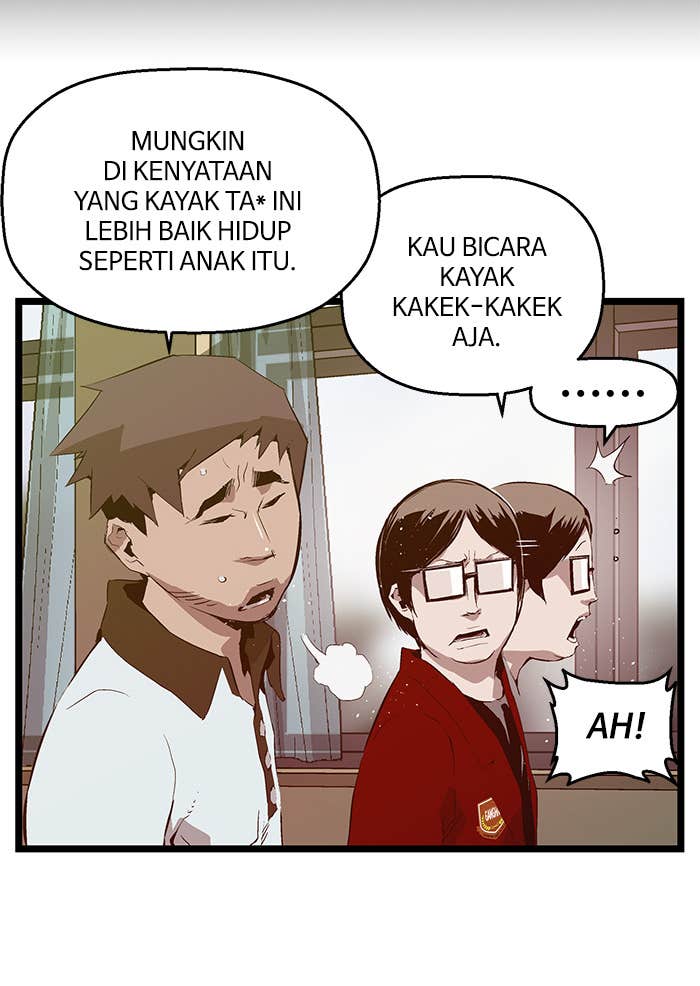 MUNGKIN
DI KENYATAAN
YANG KAYAK TA* INI
LEBIH BAIK HIDUP
SEPERTI ANAK ITU.
KAU BICARA
KAYAK
KAKEK-KAKEK
AJA.
......
AH!